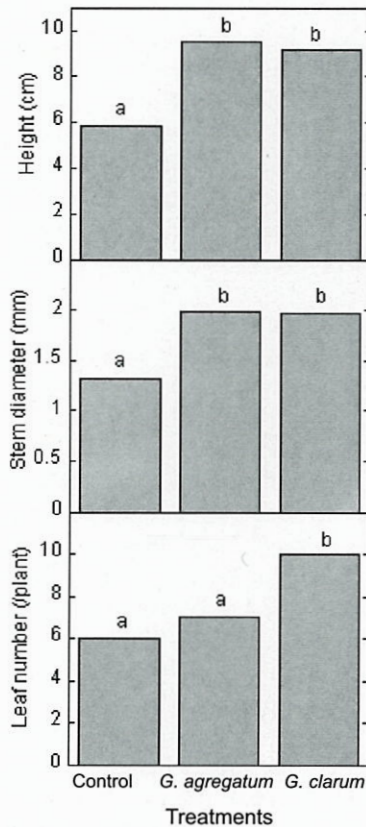 Height (cm)
10
8
6
4
2
0
a
b
b
Stem diameter (mm)
2
1.5
1
0.5
0
a
b
b
Leaf number (/plant)
10
8
6
4
2
0
a
a
b
Control G. agregatum G. clarum
Treatments